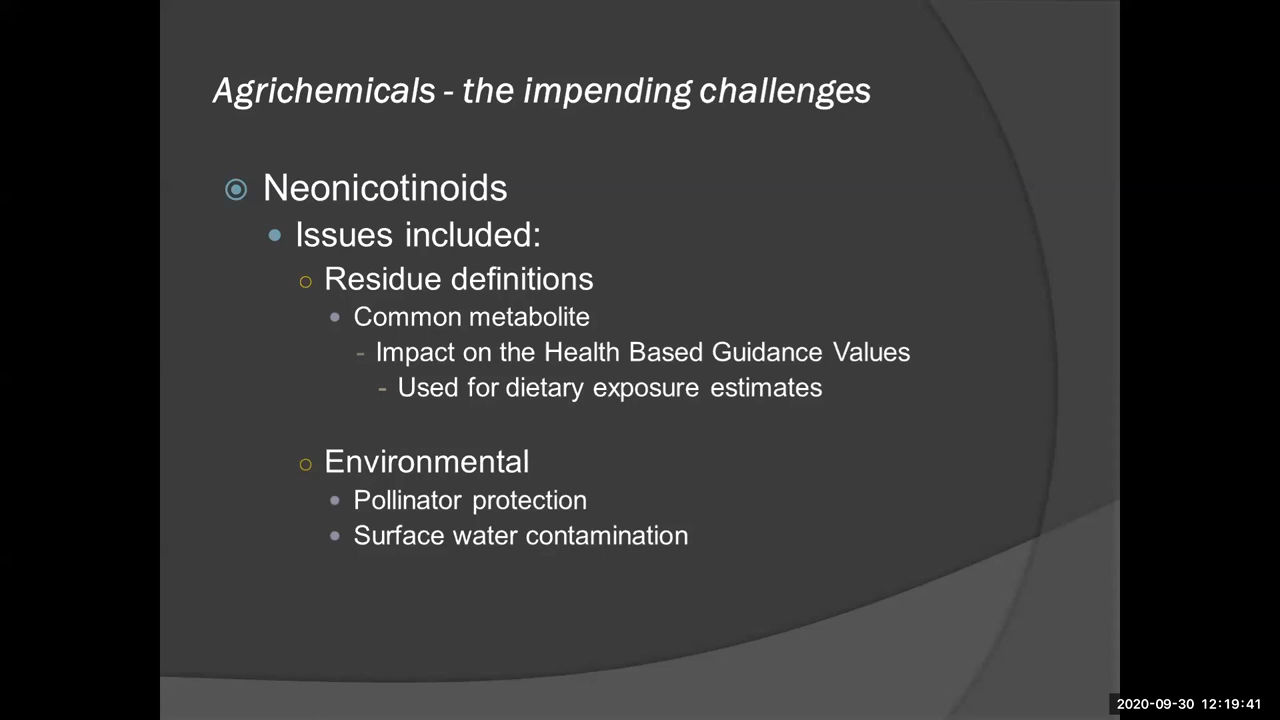 Agrichemicals - the impending challenges
Neonicotinoids
Issues included:
Residue definitions
Common metabolite
- Impact on the Health Based Guidance Values
- Used for dietary exposure estimates
Environmental
Pollinator protection
Surface water contamination
2020-09-30 12:19:41